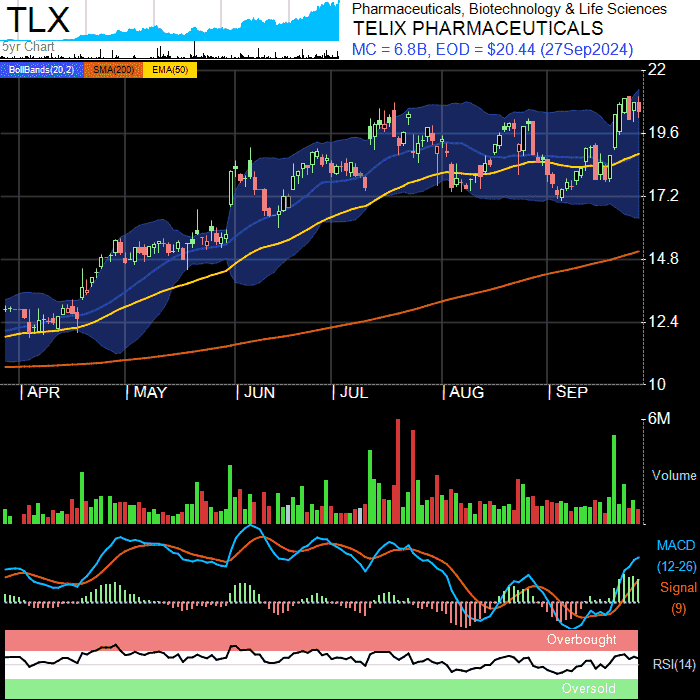 TLX
5yr Chart
Pharmaceuticals, Biotechnology & Life Sciences
TELIX PHARMACEUTICALS
MC = 6.8B, EOD = $20.44 (27Sep2024)
BollBands(20,2) SMA(200) EMA(50)
22
19.6
17.2
14.8
12.4
10
APR MAY JUN JUL AUG SEP
6M
Volume
MACD
(12-26)
Signal
(9)
Overbought
RSI(14)
Oversold